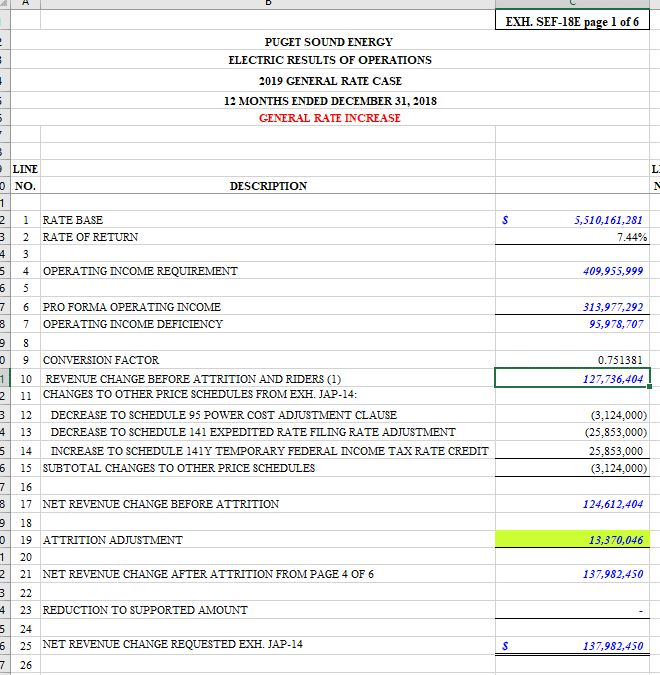 A B C
EXH. SEF-18E page 1 of 6
PUGET SOUND ENERGY
ELECTRIC RESULTS OF OPERATIONS
2019 GENERAL RATE CASE
12 MONTHS ENDED DECEMBER 31, 2018
GENERAL RATE INCREASE
LINE
NO. DESCRIPTION
1 RATE BASE $ 5,510,161,281
2 RATE OF RETURN 7.44%
3
4 OPERATING INCOME REQUIREMENT 409,955,999
5
6 PRO FORMA OPERATING INCOME 313,977,292
7 OPERATING INCOME DEFICIENCY 95,978,707
8
9 CONVERSION FACTOR 0.751381
10 REVENUE CHANGE BEFORE ATTRITION AND RIDERS (1) 127,736,404
11 CHANGES TO OTHER PRICE SCHEDULES FROM EXH. JAP-14:
12 DECREASE TO SCHEDULE 95 POWER COST ADJUSTMENT CLAUSE (3,124,000)
13 DECREASE TO SCHEDULE 141 EXPEDITED RATE FILING RATE ADJUSTMENT (25,853,000)
14 INCREASE TO SCHEDULE 141Y TEMPORARY FEDERAL INCOME TAX RATE CREDIT 25,853,000
15 SUBTOTAL CHANGES TO OTHER PRICE SCHEDULES (3,124,000)
16
17 NET REVENUE CHANGE BEFORE ATTRITION 124,612,404
18
19 ATTRITION ADJUSTMENT 13,370,046
20
21 NET REVENUE CHANGE AFTER ATTRITION FROM PAGE 4 OF 6 137,982,450
22
23 REDUCTION TO SUPPORTED AMOUNT -
24
25 NET REVENUE CHANGE REQUESTED EXH. JAP-14 $ 137,982,450
26